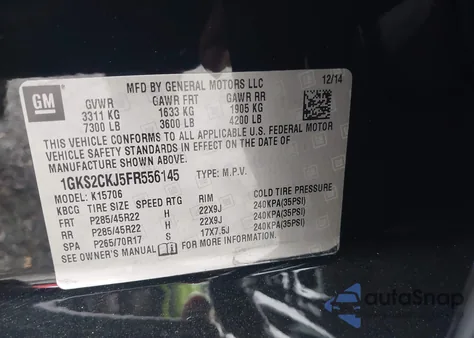 MFD BY GENERAL MOTORS LLC 12/14
GM
GVWR GAWR FRT GAWR RR
3311 KG 1633 KG 1905 KG
7300 LB 3600 LB 4200 LB
THIS VEHICLE CONFORMS TO ALL APPLICABLE U.S. FEDERAL MOTOR
VEHICLE SAFETY STANDARDS IN EFFECT ON THE DATE OF
MANUFACTURE SHOWN ABOVE.
1GKS2CKJ5FR556145 TYPE: M.P.V.
MODEL: K15706
KBCG TIRE SIZE SPEED RTG RIM COLD TIRE PRESSURE
FRT P285/45R22 H 22X9J 240KPA(35PSI)
RR P285/45R22 H 22X9J 240KPA(35PSI)
SPA P265/70R17 S 17X7.5J 240KPA(35PSI)
SEE OWNER'S MANUAL FOR ADDITIONAL INFORMATION.
autoSnap